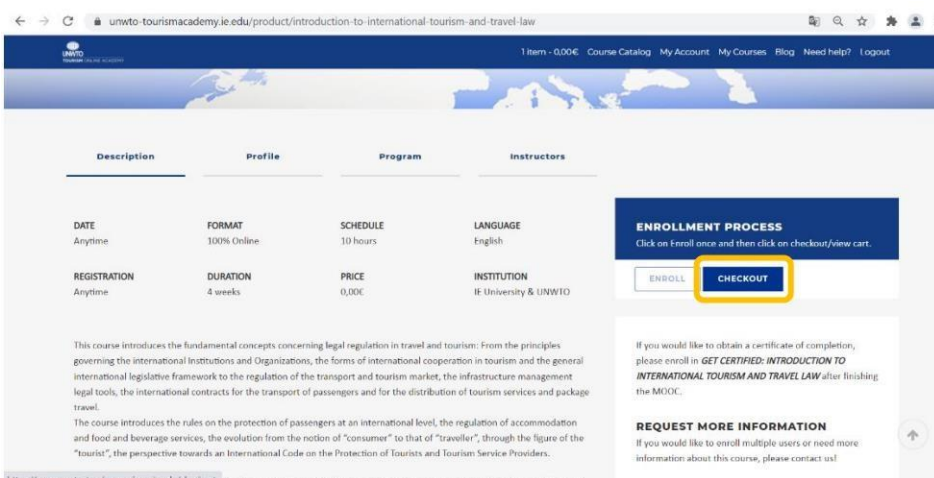 unwto-tourismacademy.ie.edu/product/introduction-to-international-tourism-and-travel-law
UNWTO
TOURISM ONLINE ACADEMY
1 item - 0,00€ Course Catalog My Account My Courses Blog Need help? Logout
Description Profile Program Instructors
DATE FORMAT SCHEDULE LANGUAGE
Anytime 100% Online 10 hours English
REGISTRATION DURATION PRICE INSTITUTION
Anytime 4 weeks 0,00€ IE University & UNWTO
ENROLLMENT PROCESS
Click on Enroll once and then click on checkout/view cart.
ENROLL CHECKOUT
This course introduces the fundamental concepts concerning legal regulation in travel and tourism: From the principles
governing the international Institutions and Organizations, the forms of international cooperation in tourism and the general
international legislative framework to the regulation of the transport and tourism market, the infrastructure management
legal tools, the international contracts for the transport of passengers and for the distribution of tourism services and package
travel.
The course introduces the rules on the protection of passengers at an international level, the regulation of accommodation
and food and beverage services, the evolution from the notion of "consumer" to that of "traveller", through the figure of the
"tourist", the perspective towards an International Code on the Protection of Tourists and Tourism Service Providers.
If you would like to obtain a certificate of completion,
please enroll in GET CERTIFIED: INTRODUCTION TO
INTERNATIONAL TOURISM AND TRAVEL LAW after finishing
the MOOC.
REQUEST MORE INFORMATION
If you would like to enroll multiple users or need more
information about this course, please contact us!